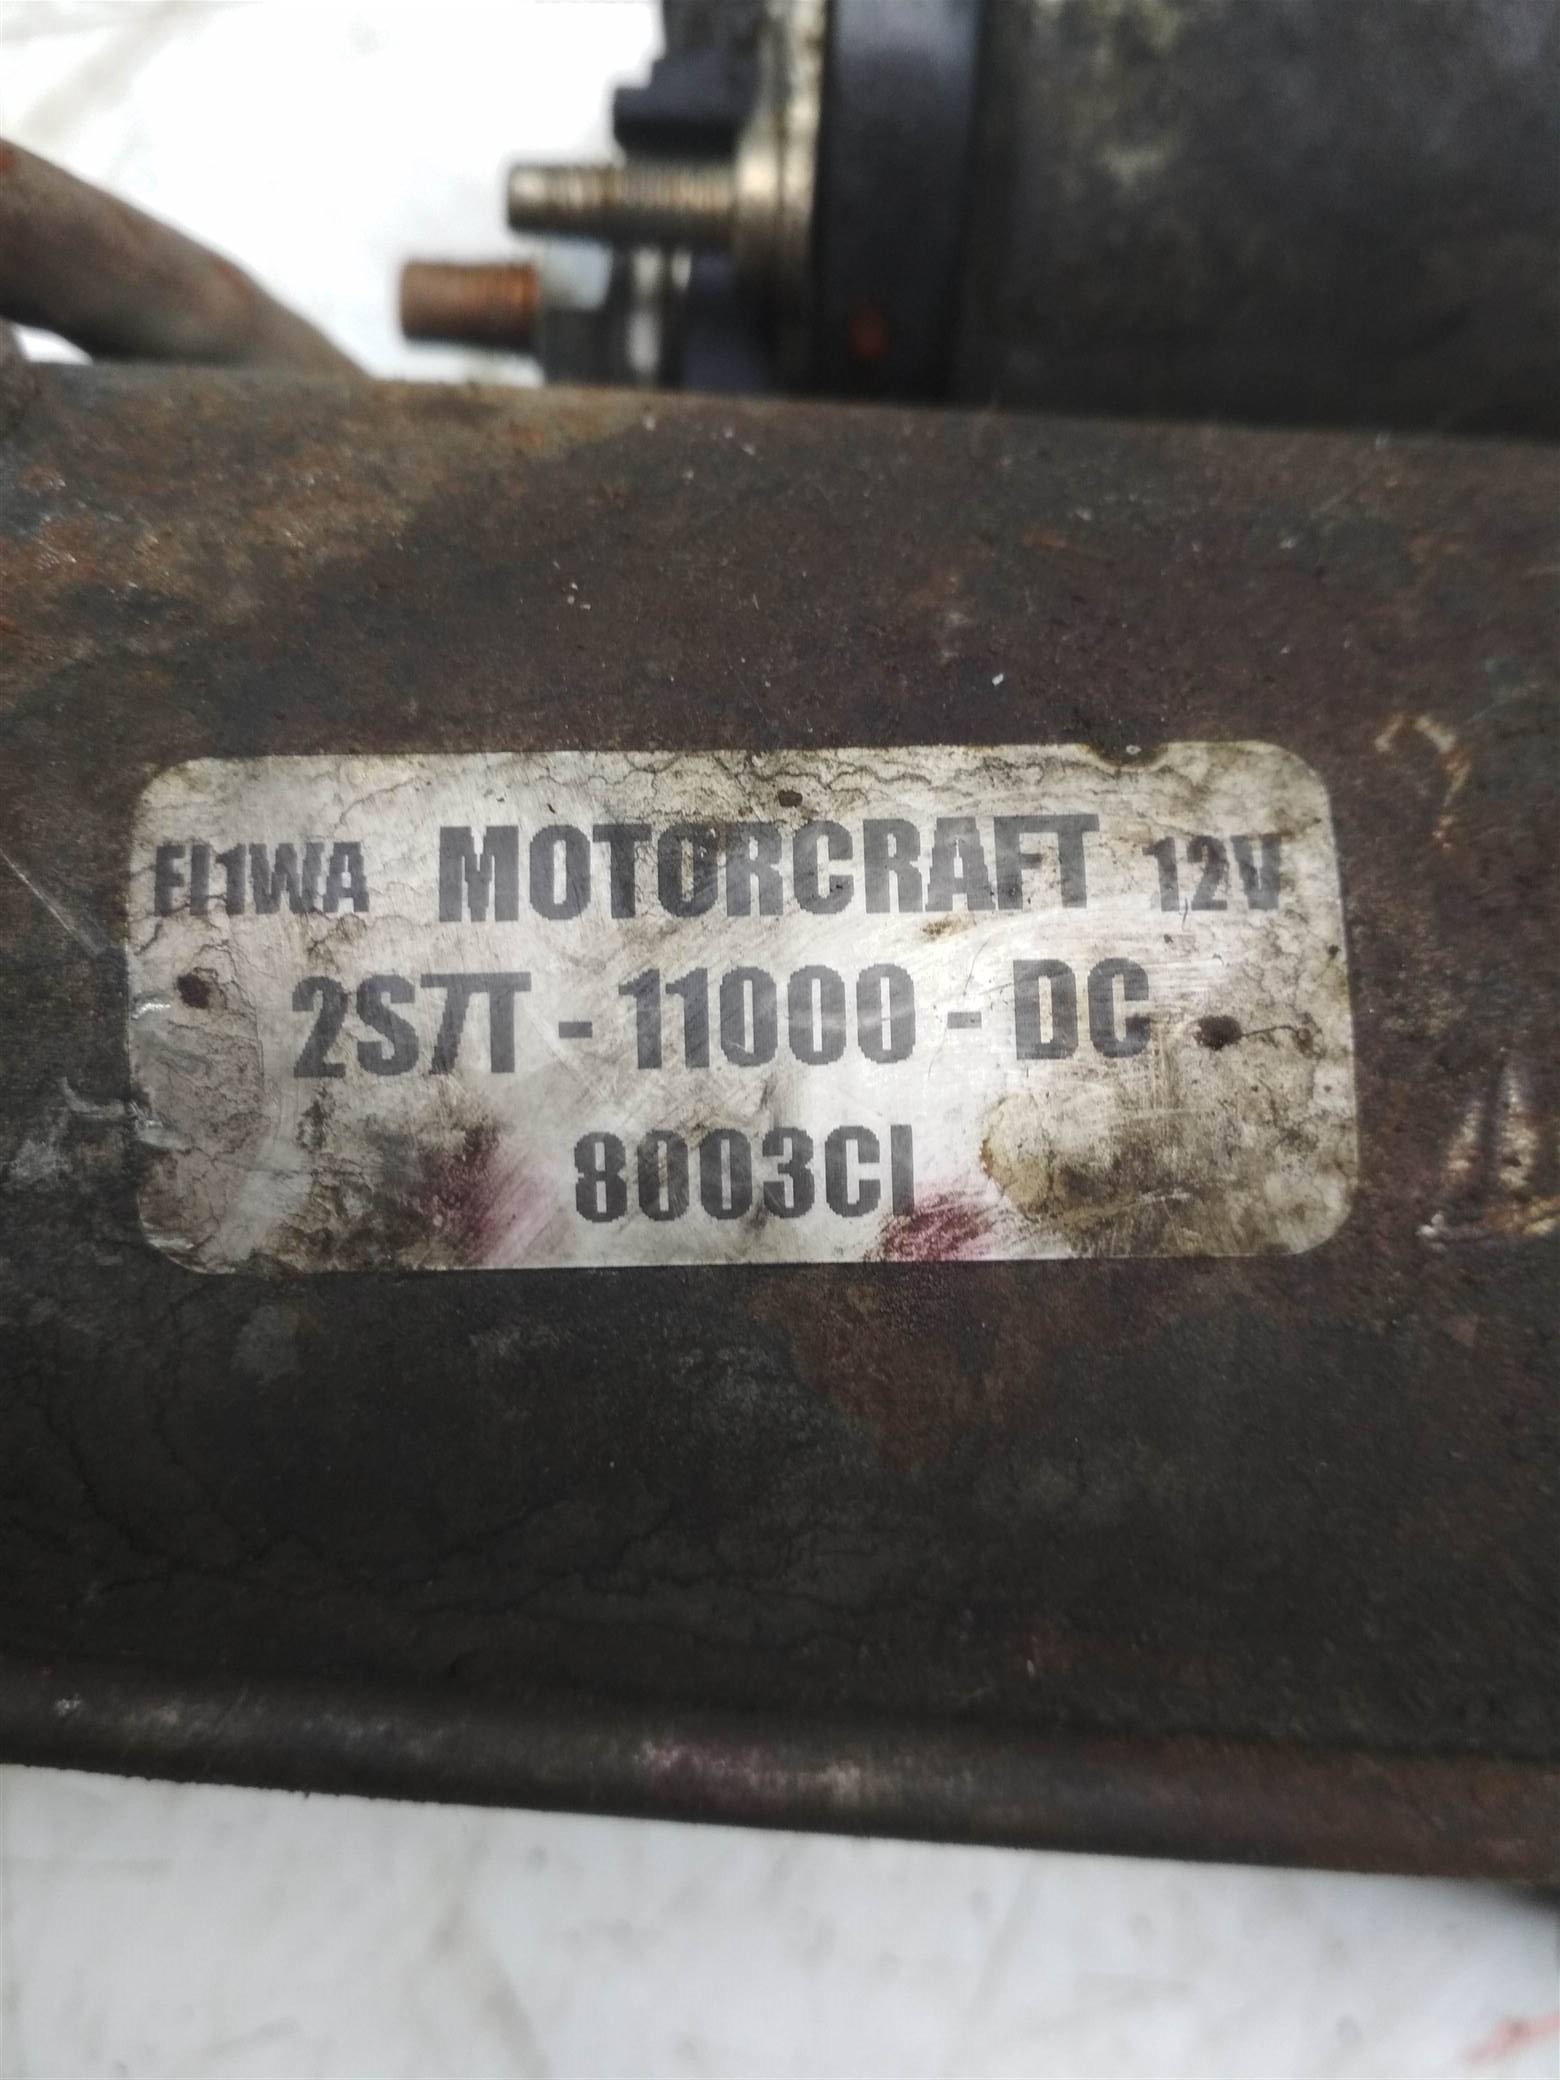 FI1WA MOTORCRAFT 12V
2S7T - 11000 - DC
8003CI